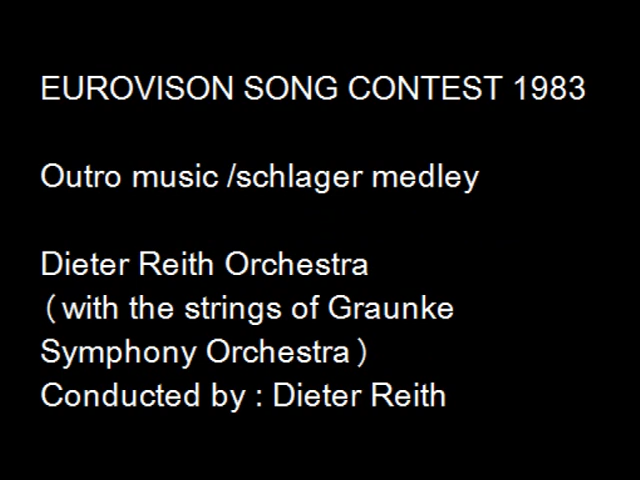 EUROVISON SONG CONTEST 1983
Outro music /schlager medley
Dieter Reith Orchestra
(with the strings of Graunke
Symphony Orchestra)
Conducted by : Dieter Reith